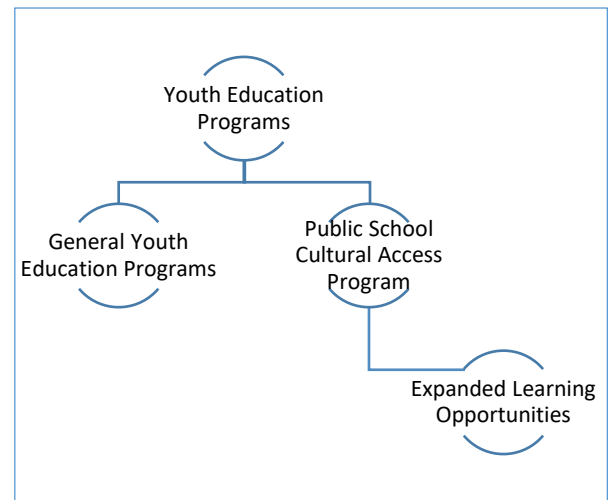 Youth Education
Programs
General Youth
Education Programs
Public School
Cultural Access
Program
Expanded Learning
Opportunities